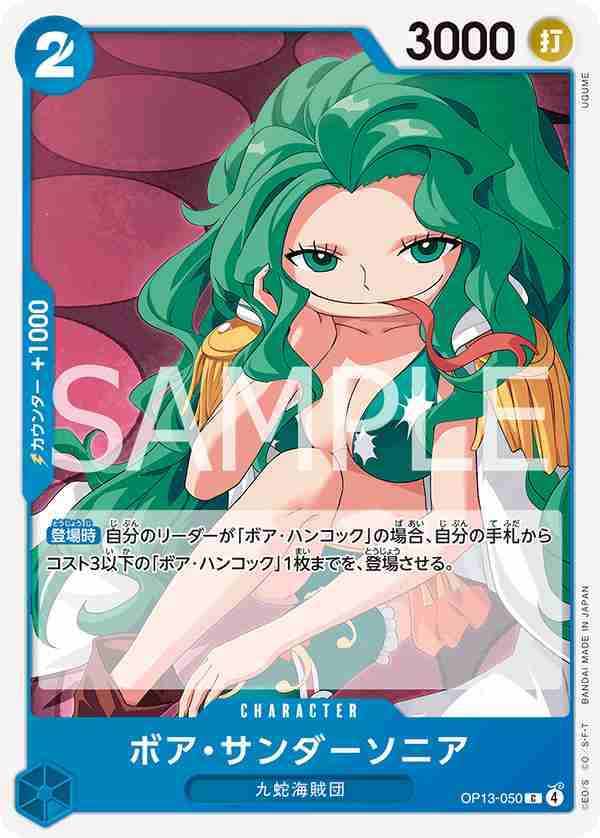 2
3000
打
UGUME
カウンター +1000
SAMPLE
登場時 自分のリーダーが「ボア・ハンコック」の場合、自分の手札から
コスト3以下の「ボア・ハンコック」1枚までを、登場させる。
CHARACTER
ボア・サンダーソニア
九蛇海賊団
OP13-050 C 4
©E.O/S ©O/S・F・T BANDAI MADE IN JAPAN